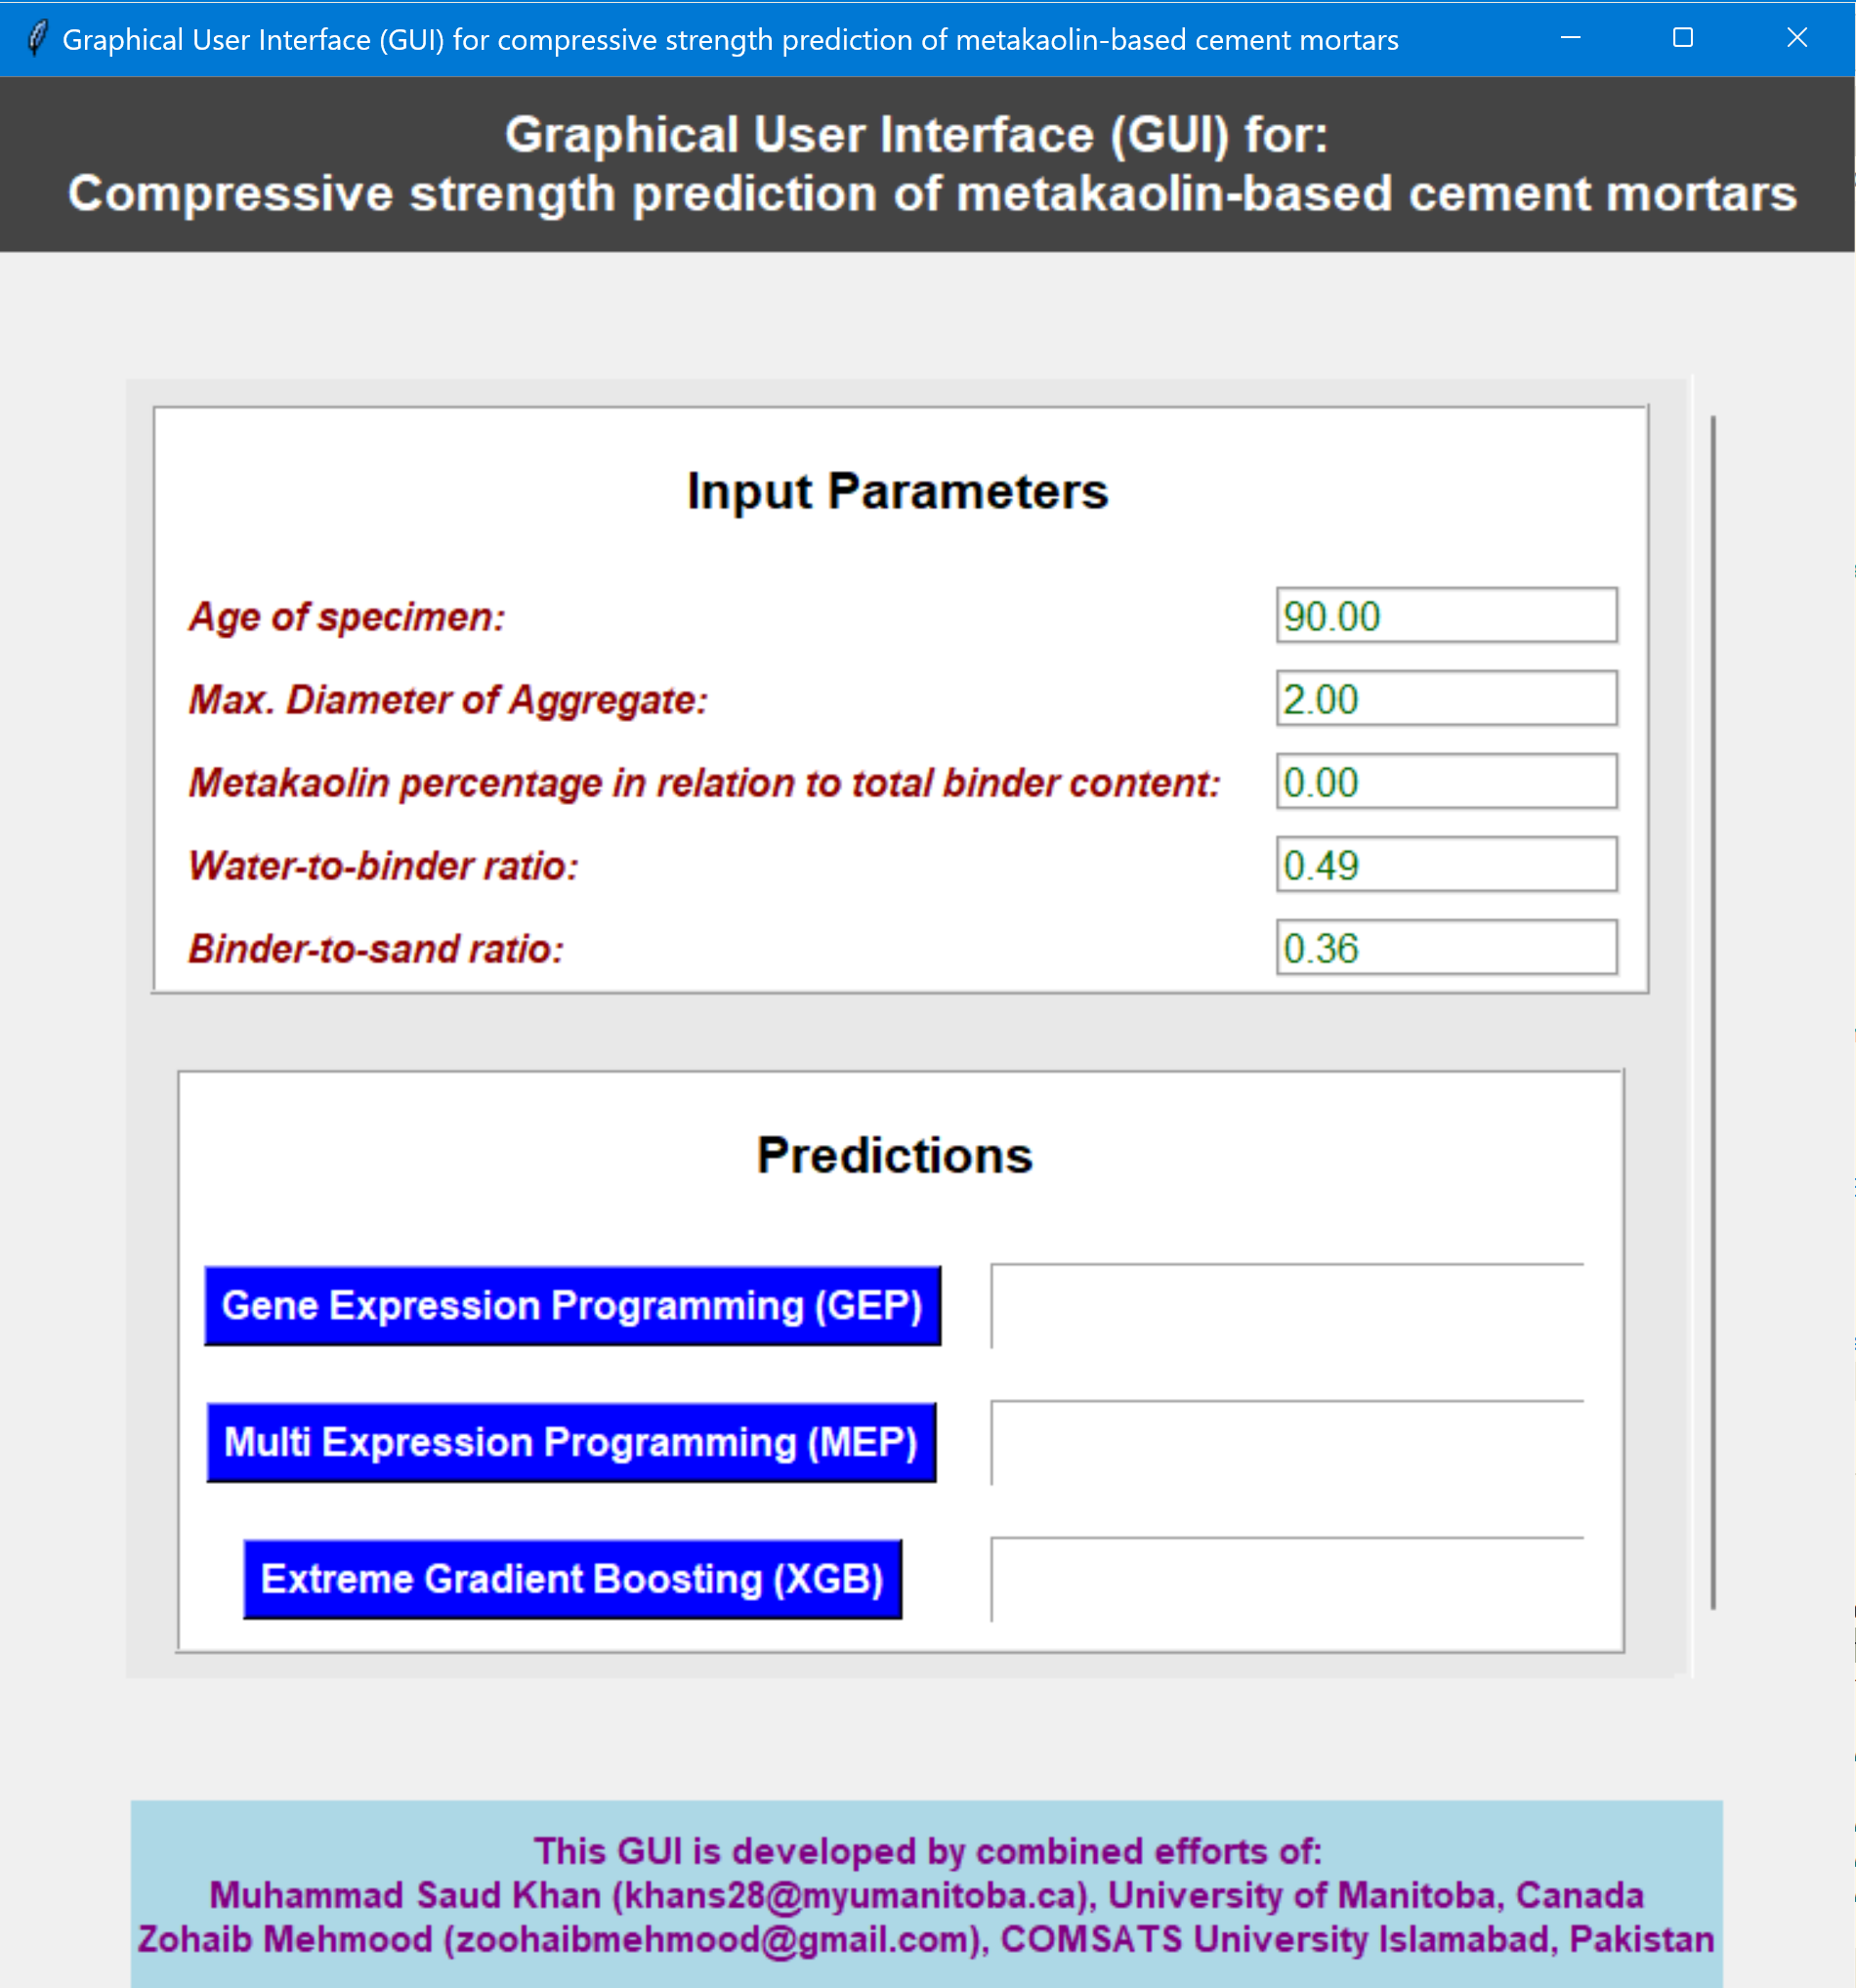 Graphical User Interface (GUI) for compressive strength prediction of metakaolin-based cement mortars
Graphical User Interface (GUI) for:
Compressive strength prediction of metakaolin-based cement mortars
Input Parameters
Age of specimen: 90.00
Max. Diameter of Aggregate: 2.00
Metakaolin percentage in relation to total binder content: 0.00
Water-to-binder ratio: 0.49
Binder-to-sand ratio: 0.36
Predictions
Gene Expression Programming (GEP)
Multi Expression Programming (MEP)
Extreme Gradient Boosting (XGB)
This GUI is developed by combined efforts of:
Muhammad Saud Khan (khans28@myumanitoba.ca), University of Manitoba, Canada
Zohaib Mehmood (zoohaibmehmood@gmail.com), COMSATS University Islamabad, Pakistan